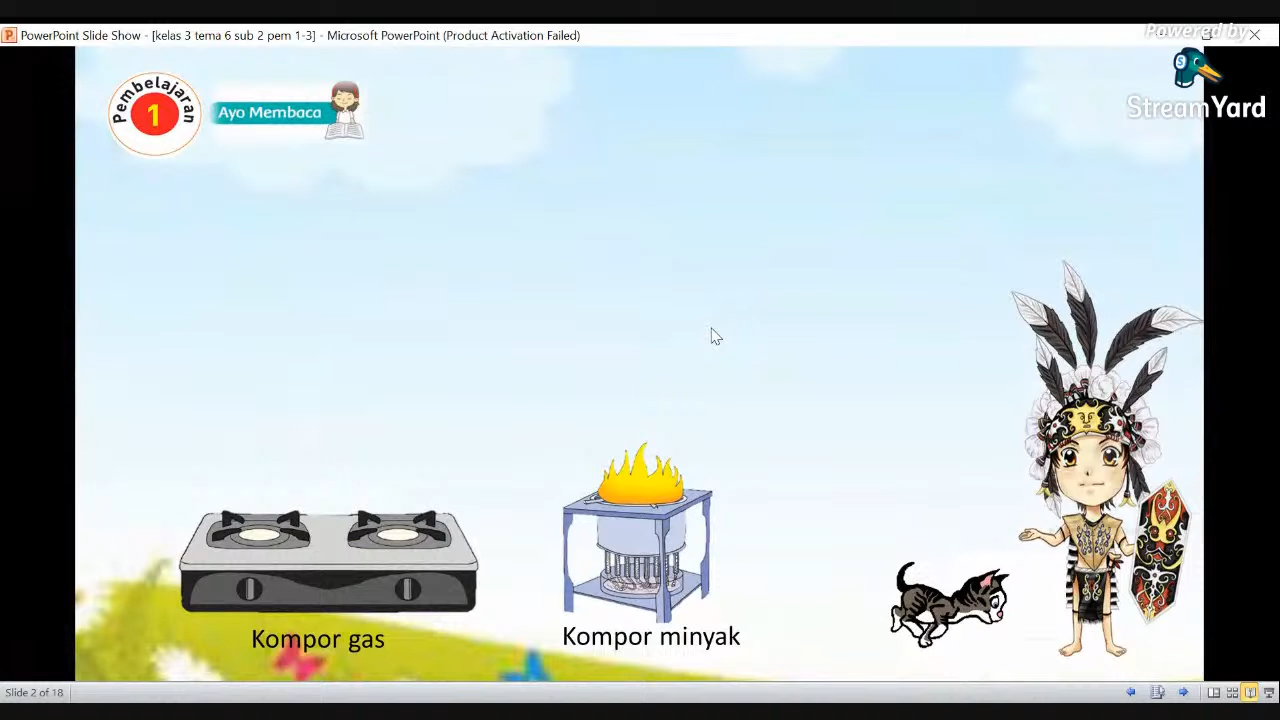 PowerPoint Slide Show - [kelas 3 tema 6 sub 2 pem 1-3] - Microsoft PowerPoint (Product Activation Failed)
Powered by
StreamYard
Pembelajaran
1
Ayo Membaca
Kompor gas
Kompor minyak
Slide 2 of 18